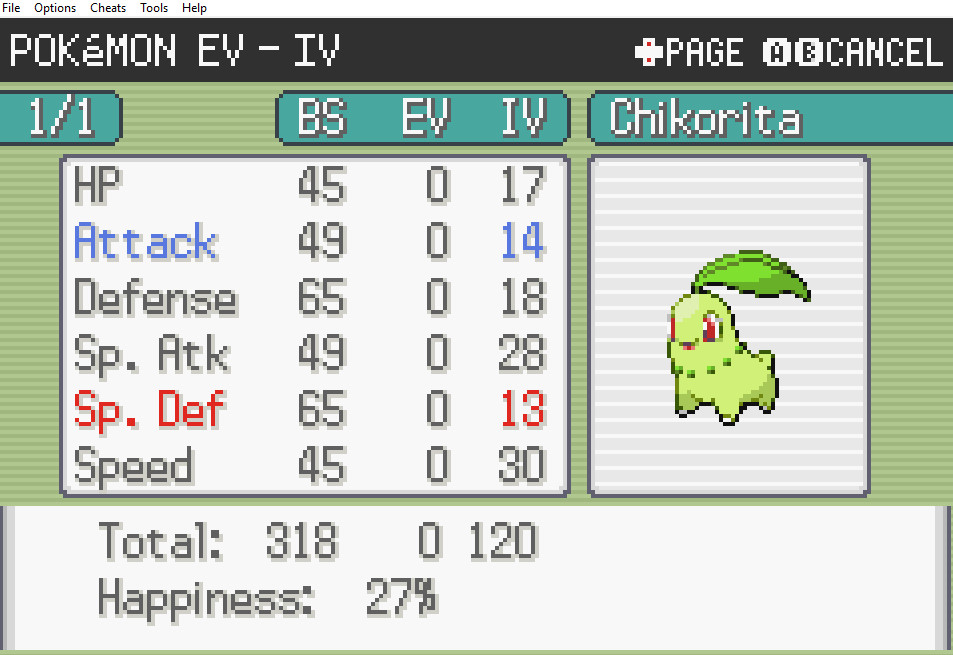 File Options Cheats Tools Help
POKéMON EV-IV PAGE A B CANCEL
1/1 BS EV IV Chikorita
HP 45 0 17
Attack 49 0 14
Defense 65 0 18
Sp. Atk 49 0 28
Sp. Def 65 0 13
Speed 45 0 30
Total: 318 0 120
Happiness: 27%